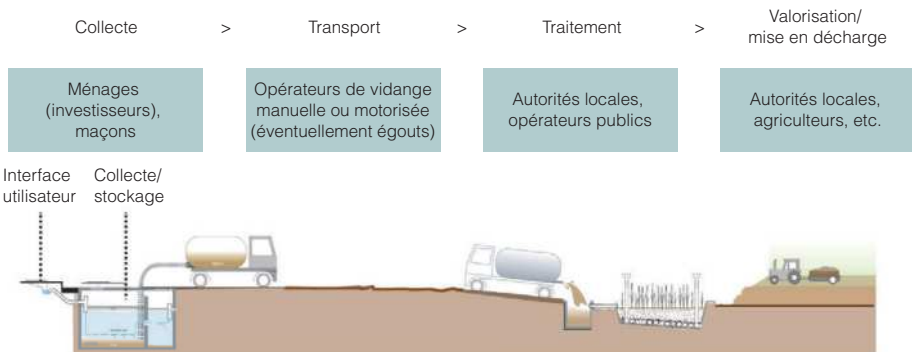 Collecte > Transport > Traitement > Valorisation/
mise en décharge
Ménages
(investisseurs),
maçons
Opérateurs de vidange
manuelle ou motorisée
(éventuellement égouts)
Autorités locales,
opérateurs publics
Autorités locales,
agriculteurs, etc.
Interface
utilisateur
Collecte/
stockage